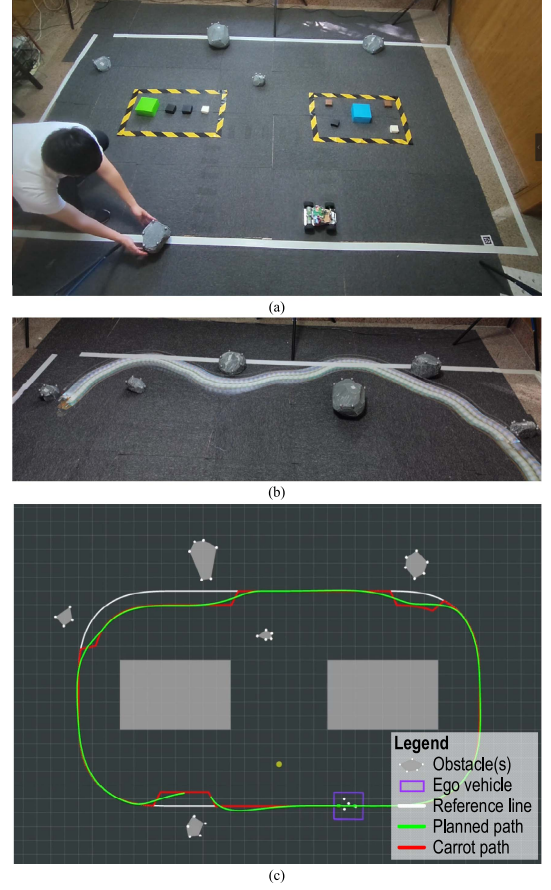 (a)
(b)
Legend
Obstacle(s)
Ego vehicle
Reference line
Planned path
Carrot path
(c)